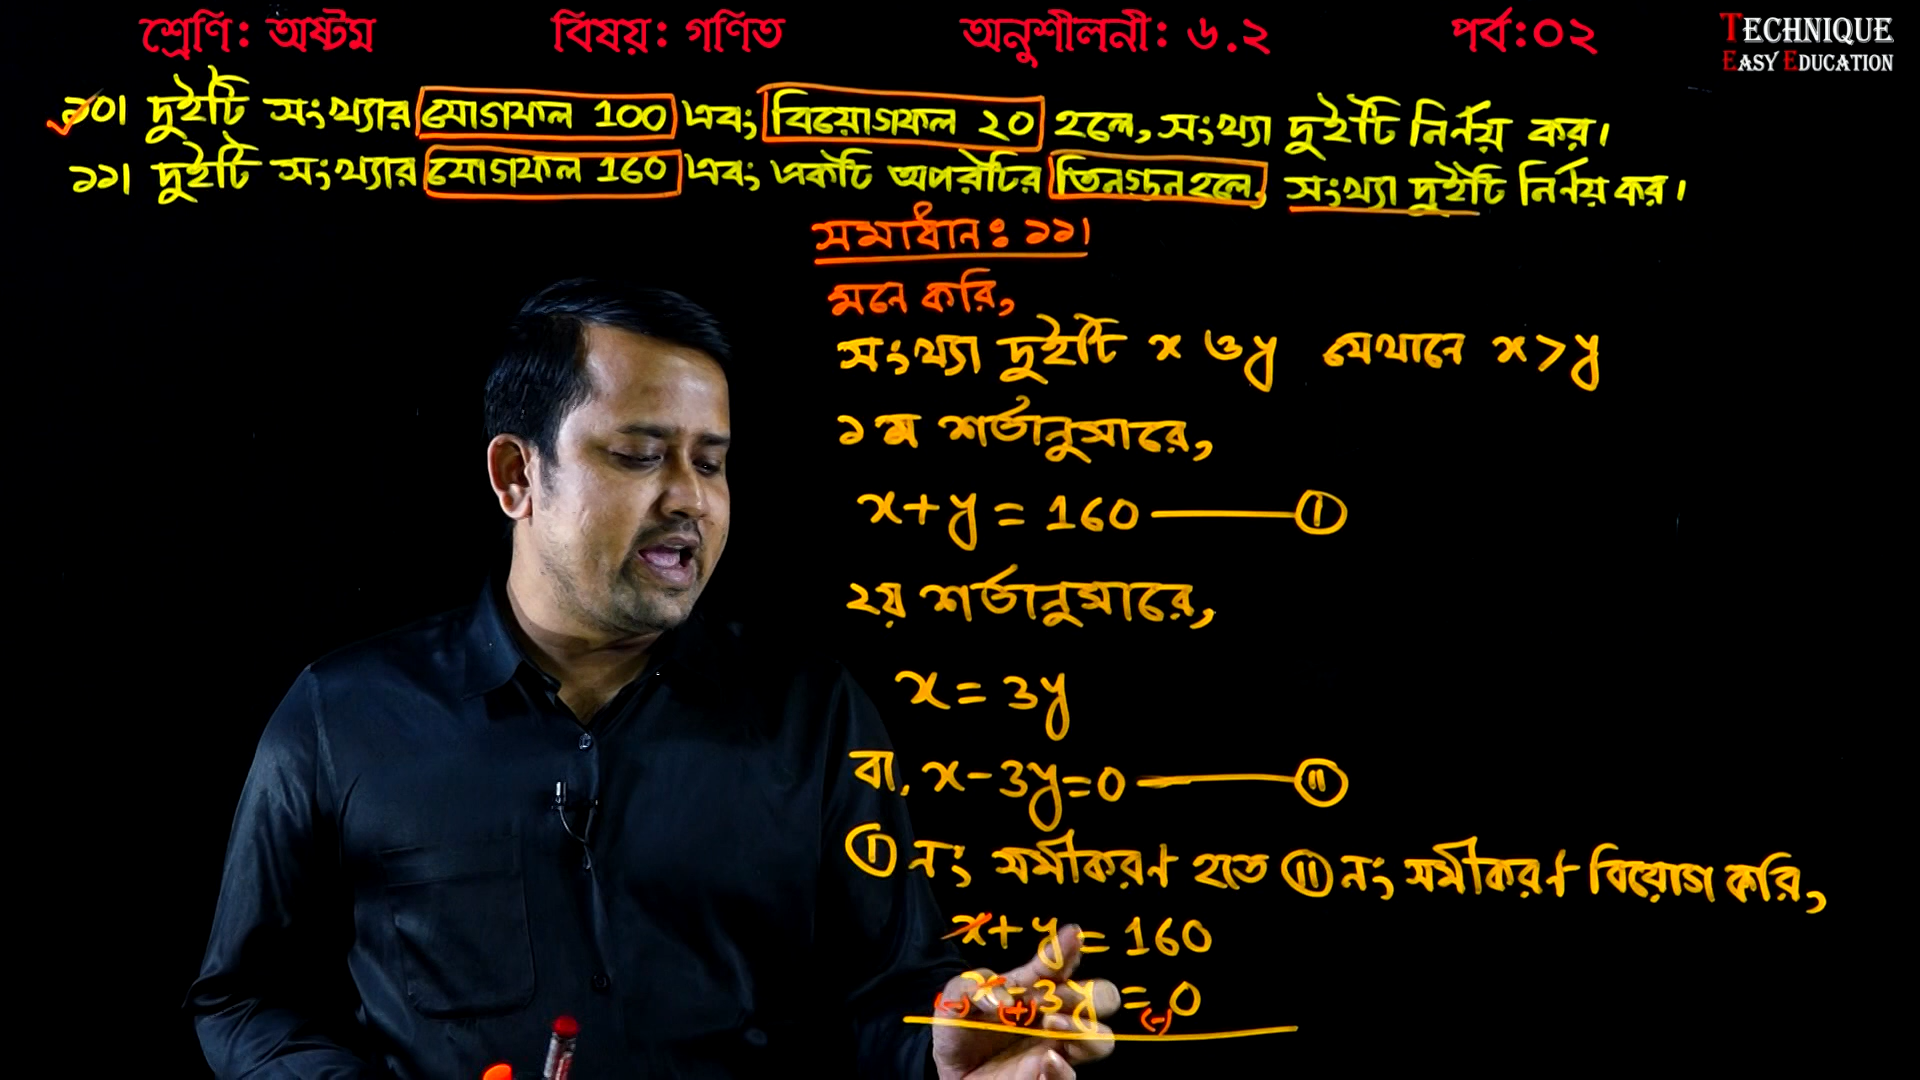 শ্রেণি: অষ্টম বিষয়: গণিত অনুশীলনী: ৬.২ পর্ব:০২
TECHNIQUE
EASY EDUCATION
১০। দুইটি সংখ্যার যোগফল 100 এবং বিয়োগফল ২০ হলে, সংখ্যা দুইটি নির্ণয় কর।
১১। দুইটি সংখ্যার যোগফল 160 এবং একটি অপরটির তিনগুন হলে, সংখ্যা দুইটি নির্ণয় কর।
সমাধান: ১১।
মনে করি,
সংখ্যা দুইটি x ও y যেখানে x > y
১ম শর্তানুসারে,
x + y = 160 ——— (I)
২য় শর্তানুসারে,
x = 3y
বা, x - 3y = 0 ——— (II)
(I) নং সমীকরণ হতে (II) নং সমীকরণ বিয়োগ করি,
x + y = 160
x - 3y = 0
(-) (+) (-)